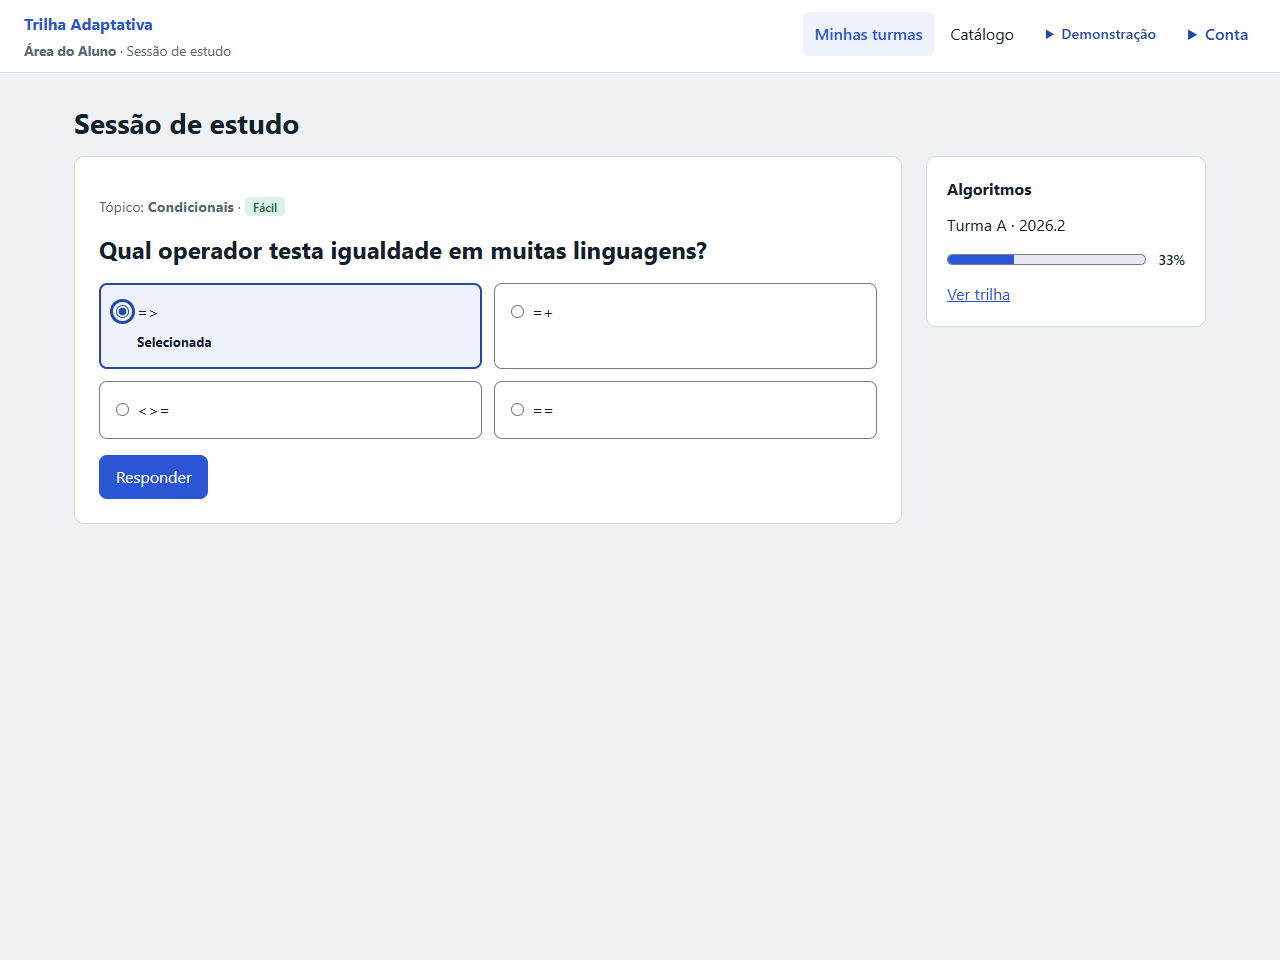 Trilha Adaptativa
Área do Aluno · Sessão de estudo
Minhas turmas
Catálogo
Demonstração
Conta
Sessão de estudo
Tópico: Condicionais · Fácil
Qual operador testa igualdade em muitas linguagens?
=>
Selecionada
=+
<>=
==
Responder
Algoritmos
Turma A · 2026.2
33%
Ver trilha